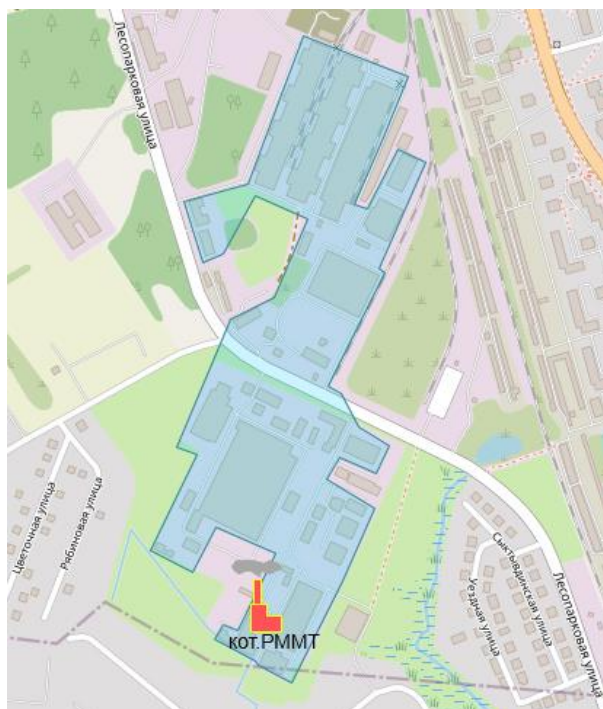 Лесопарковая улица
Цветочная улица
Рябиновая улица
Сыктывдинская улица
Уездная улица
Лесопарковая улица
кот.РММТ